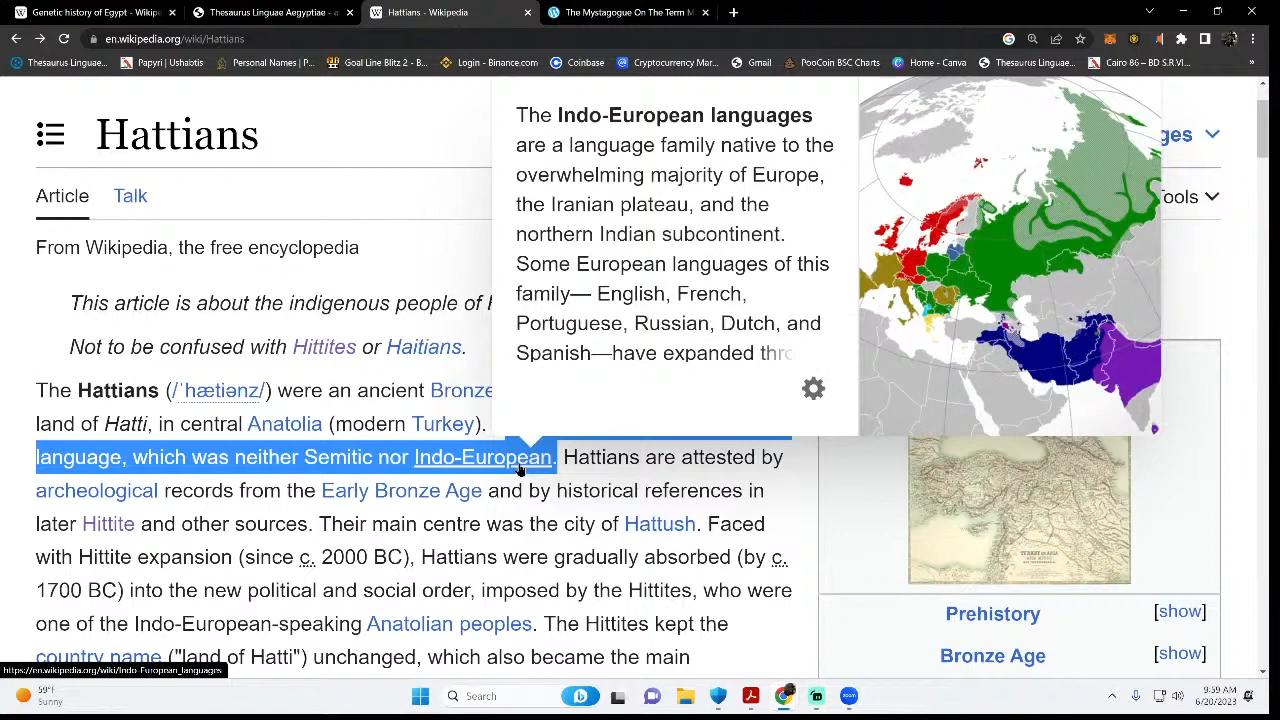 Genetic history of Egypt - Wikipe
Thesaurus Linguae Aegyptiae - a
Hattians - Wikipedia
The Mystagogue On The Term M
en.wikipedia.org/wiki/Hattians
Thesaurus Linguae...
Papyri | Ushabtis
Personal Names | P...
Goal Line Blitz 2 - B...
Login - Binance.com
Coinbase
Cryptocurrency Mar...
Gmail
PooCoin BSC Charts
Home - Canva
Thesaurus Linguae...
Cairo 86 – BD S.R.VI...
»
Hattians
ges
Article
Talk
Tools
From Wikipedia, the free encyclopedia
This article is about the indigenous people of
Not to be confused with Hittites or Haitians.
The Hattians (/ˈhætiənz/) were an ancient Bronze
land of Hatti, in central Anatolia (modern Turkey).
language, which was neither Semitic nor Indo-European. Hattians are attested by
archeological records from the Early Bronze Age and by historical references in
later Hittite and other sources. Their main centre was the city of Hattush. Faced
with Hittite expansion (since c. 2000 BC), Hattians were gradually absorbed (by c.
1700 BC) into the new political and social order, imposed by the Hittites, who were
one of the Indo-European-speaking Anatolian peoples. The Hittites kept the
country name ("land of Hatti") unchanged, which also became the main
The Indo-European languages
are a language family native to the
overwhelming majority of Europe,
the Iranian plateau, and the
northern Indian subcontinent.
Some European languages of this
family— English, French,
Portuguese, Russian, Dutch, and
Spanish—have expanded thro
Prehistory [show]
Bronze Age [show]
https://en.wikipedia.org/wiki/Indo-European_languages
59°F
Sunny
Search
zoom
9:59 AM
6/20/2023